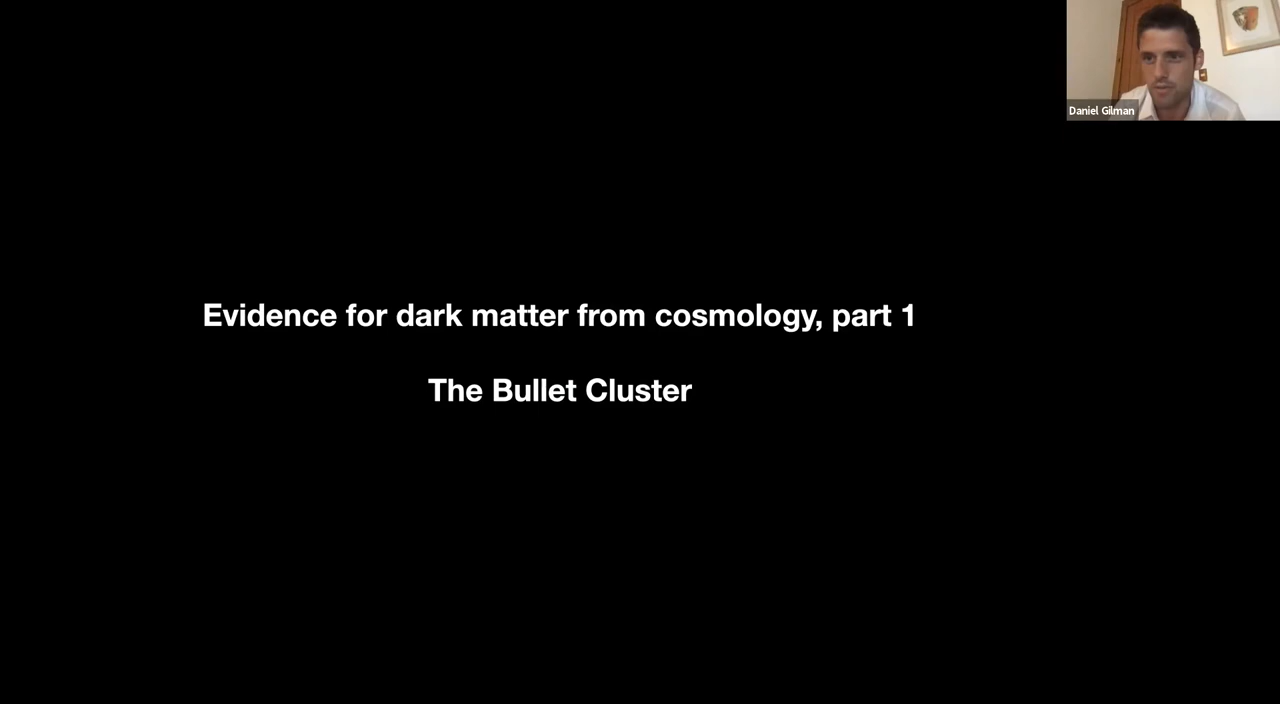 Daniel Gilman
Evidence for dark matter from cosmology, part 1
The Bullet Cluster